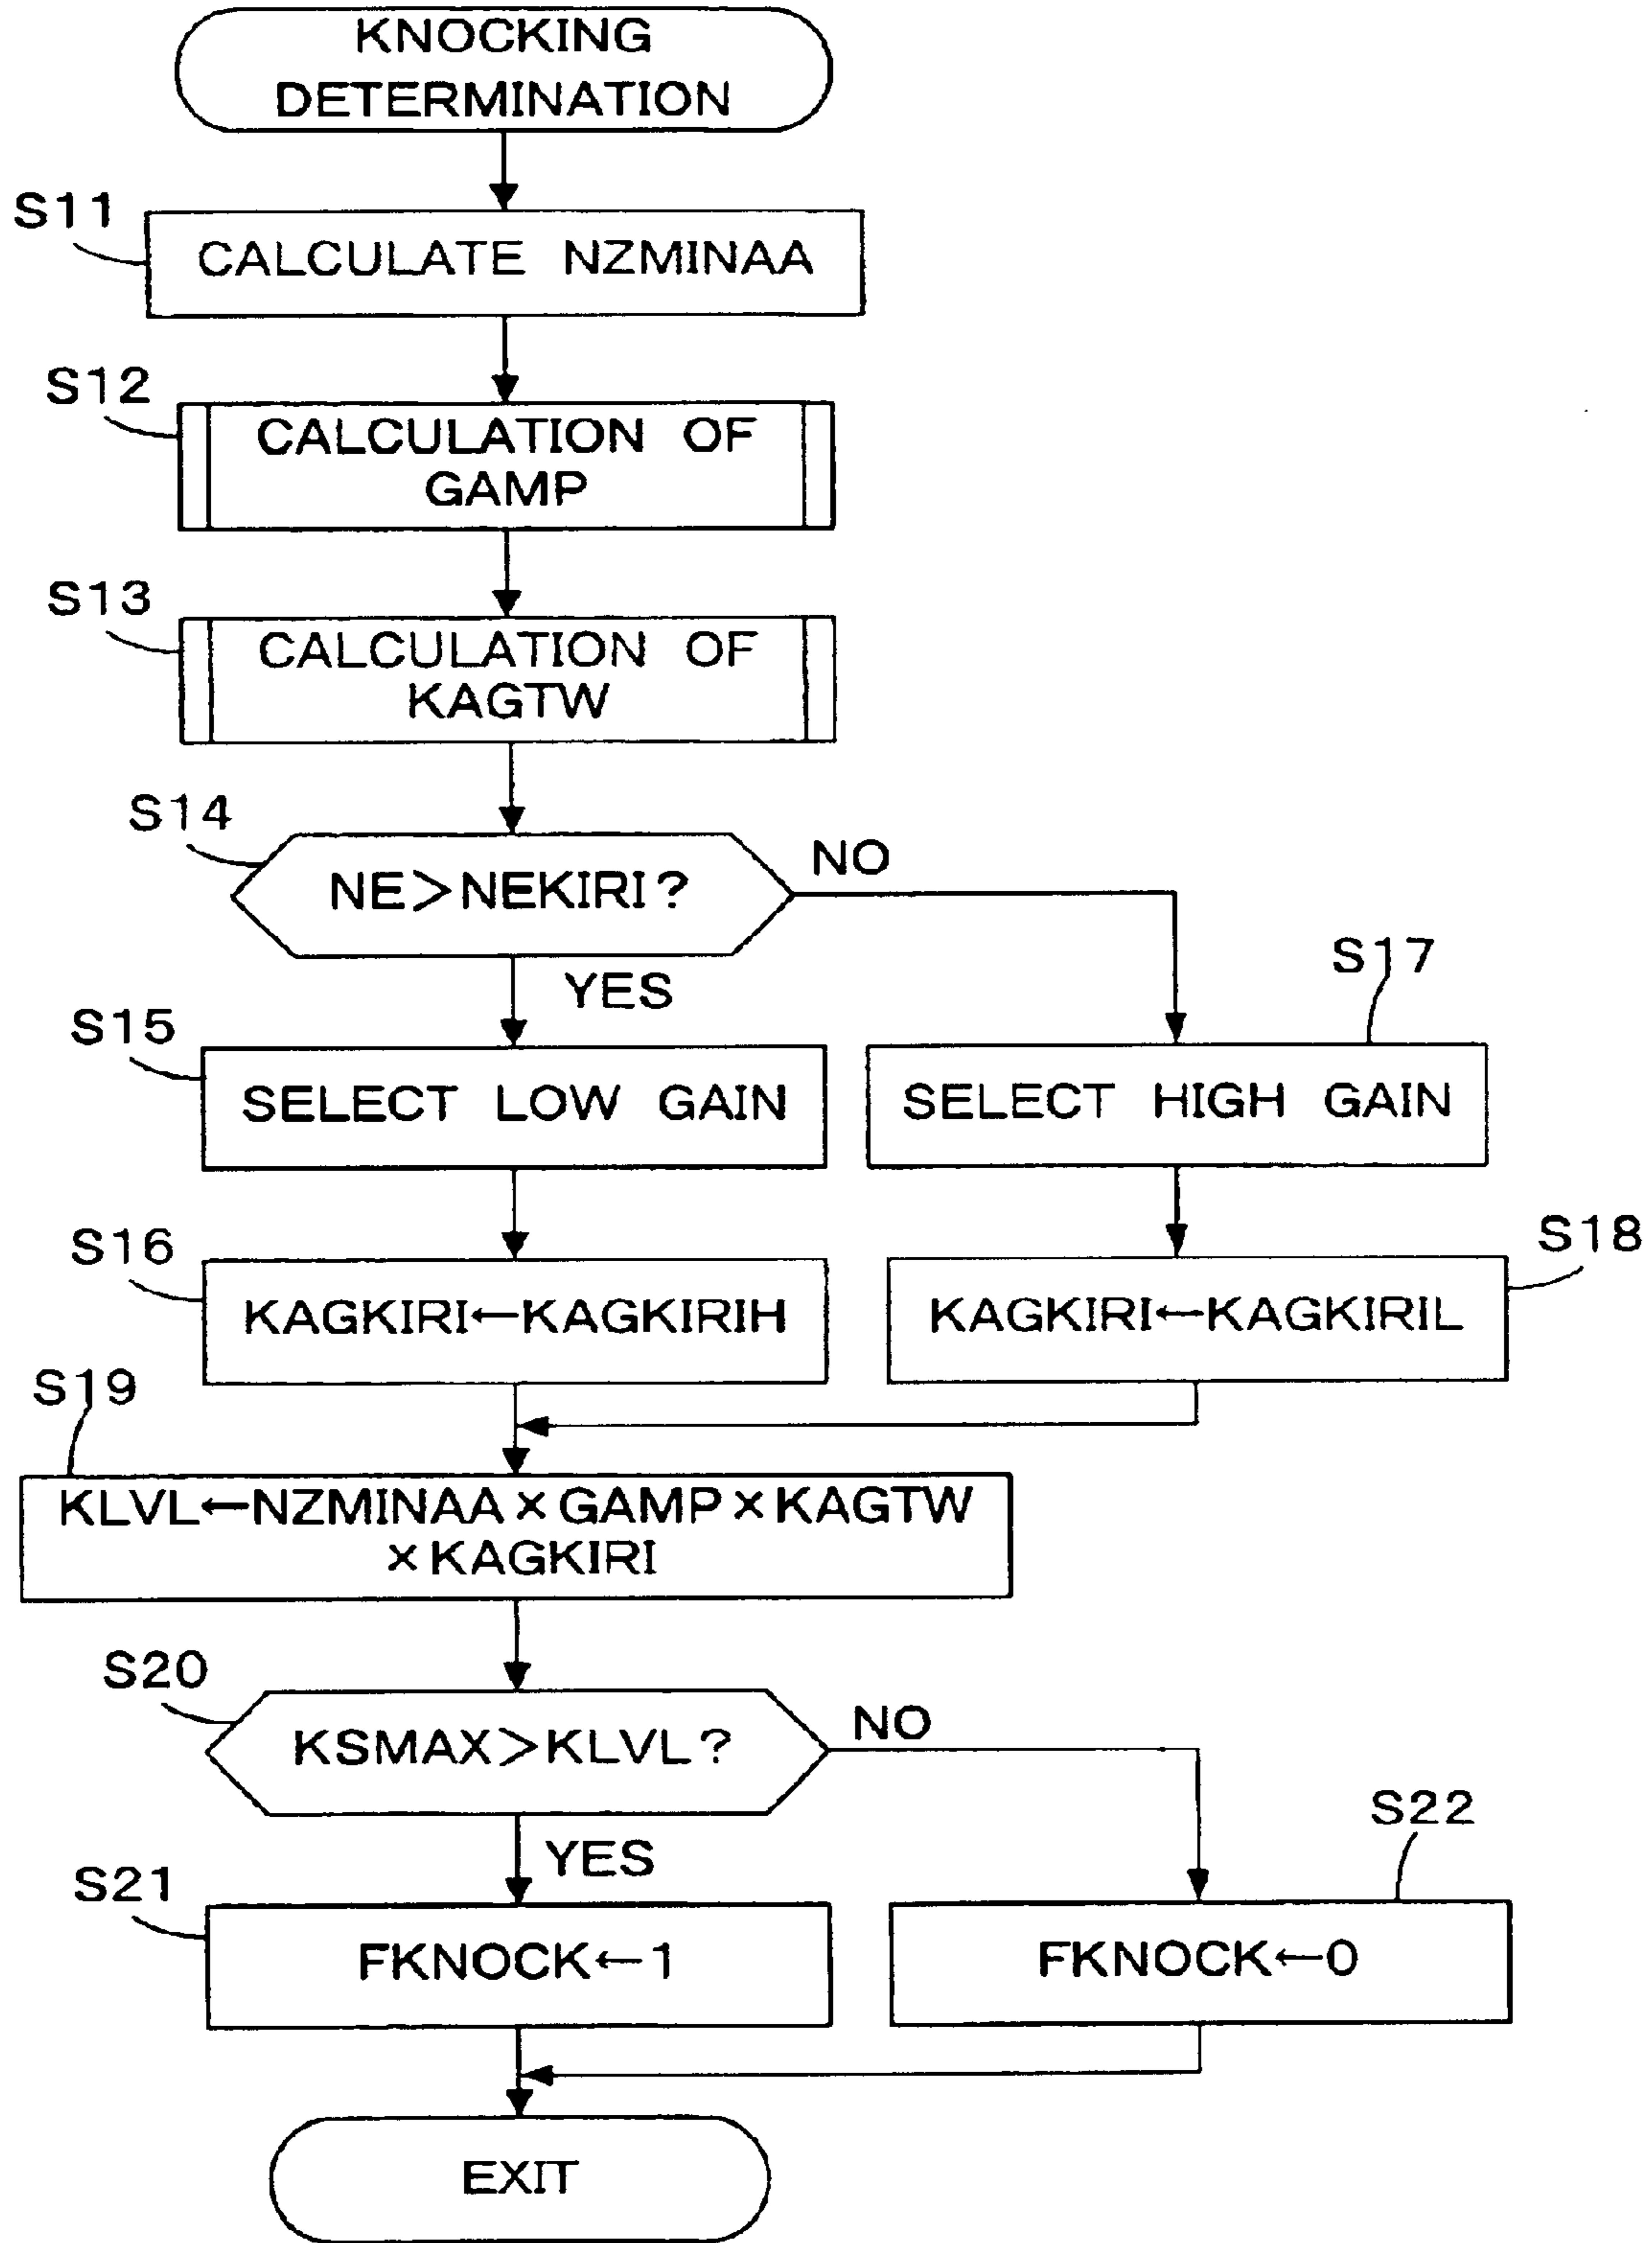 KNOCKING
DETERMINATION
S11
CALCULATE NZMINAA
S12
CALCULATION OF
GAMP
S13
CALCULATION OF
KAGTW
S14
NE>NEKIRI?
NO
YES
S15
SELECT LOW GAIN
S17
SELECT HIGH GAIN
S16
KAGKIRI←KAGKIRIH
S18
KAGKIRI←KAGKIRIL
S19
KLVL←NZMINAA×GAMP×KAGTW
×KAGKIRI
S20
KSMAX>KLVL?
NO
YES
S21
FKNOCK←1
S22
FKNOCK←0
EXIT